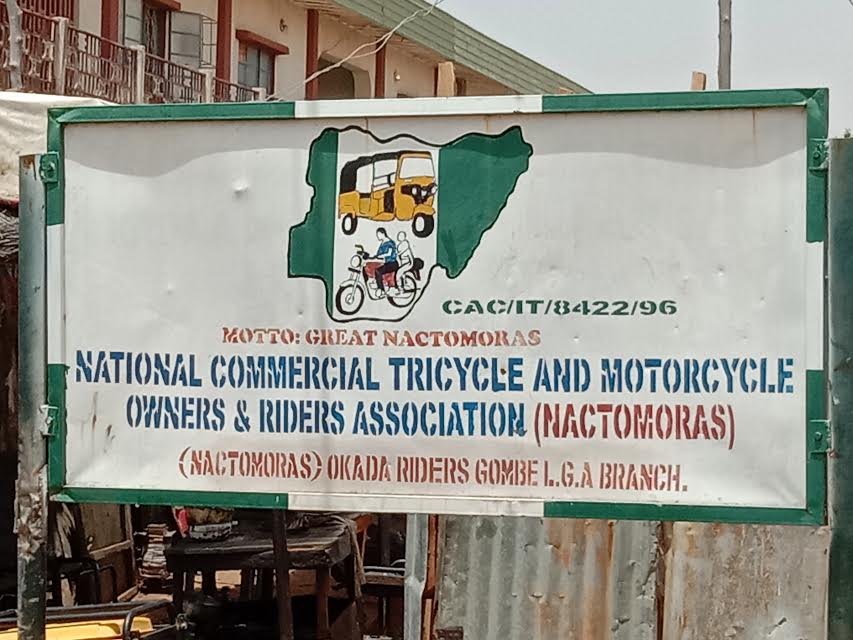 CAC/IT/8422/96
MOTTO: GREAT NACTOMORAS
NATIONAL COMMERCIAL TRICYCLE AND MOTORCYCLE
OWNERS & RIDERS ASSOCIATION (NACTOMORAS)
(NACTOMORAS) OKADA RIDERS GOMBE L.G.A BRANCH.